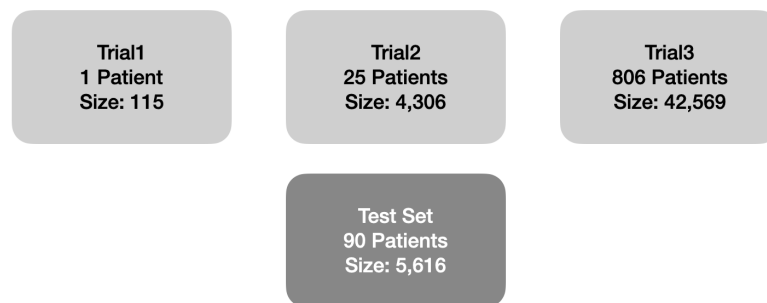 Trial1
1 Patient
Size: 115
Trial2
25 Patients
Size: 4,306
Trial3
806 Patients
Size: 42,569
Test Set
90 Patients
Size: 5,616